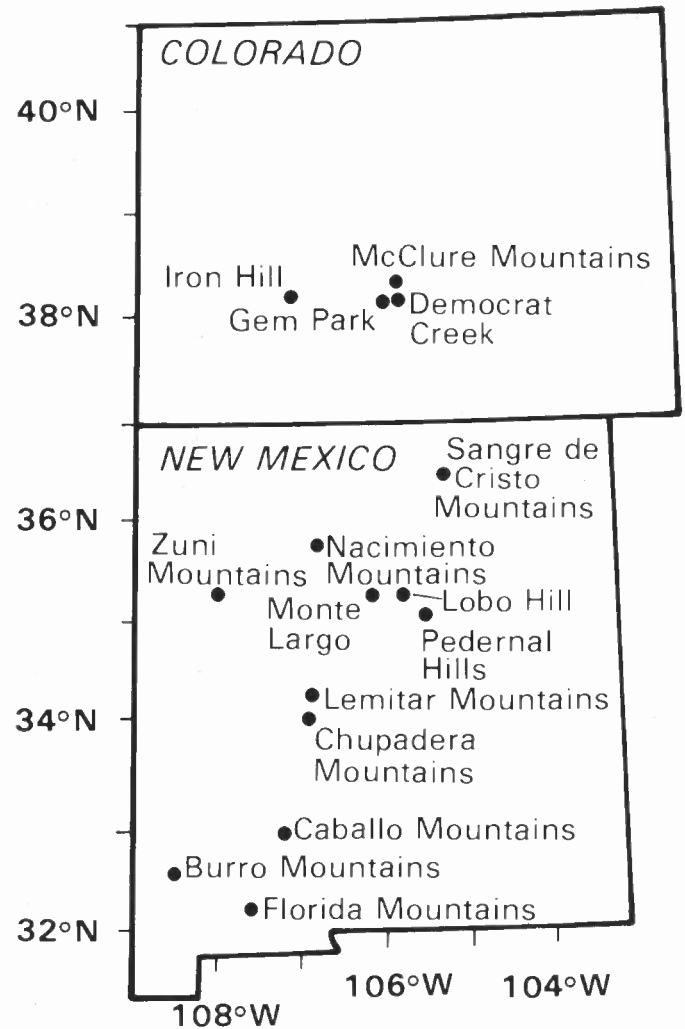 COLORADO
40°N
McClure Mountains
Iron Hill
38°N
Gem Park
Democrat
Creek
NEW MEXICO
Sangre de
Cristo
Mountains
36°N
Zuni
Mountains
Nacimiento
Mountains
Monte
Largo
Lobo Hill
Pedernal
Hills
34°N
Lemitar Mountains
Chupadera
Mountains
Caballo Mountains
Burro Mountains
Florida Mountains
32°N
108°W
106°W
104°W